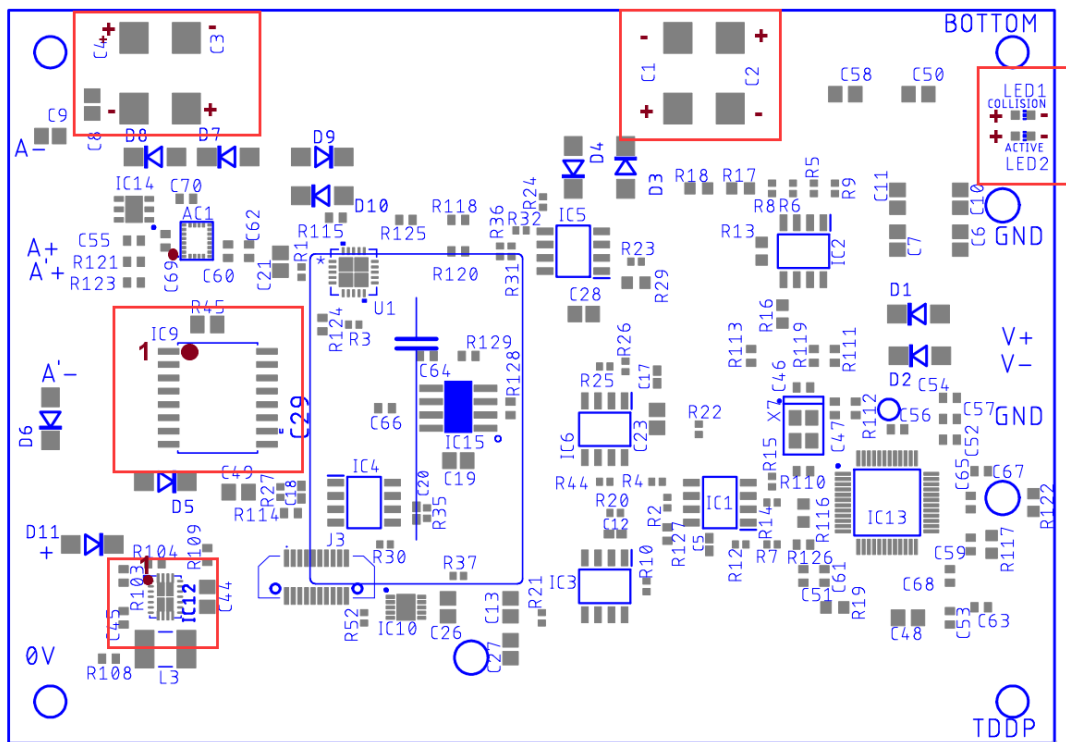 BOTTOM
+ - - +
C4 C3 C1 C2
+
- + + -
C58 C50
LED1
COLLISION
+ -
+ -
ACTIVE
LED2
C9 C8
A-
D8 D7 D9 D4 D3
IC14 C70 D10 R24 R18 R17 R5 R9
R8 R6 C11 C10
AC1 R115 R118 R125 R36 R32 IC5
C55 C62 R13 IC2 C7 C6 GND
A+
R121 C69 C60 C21 R1 R120 R31 R23
A'+
R123 R29
*
U1
R45 C28 R16 D1
IC9 R124 R3
1
C64 R129 R128 R26 R113 R119 R111 V+
V-
A'- R25 C17 C46 D2
C54
C29 C66 IC15 X7 R112 C57 GND
D6 IC6 C23 R22 C47 C56 C52
C19 R15
D5 C49 R27 C18 IC4 C20 R44 R4 R110 C65 C67
R114 R35 R20 R2 IC1 R14 R116 IC13 R122
D11
+
R109 J3 R30 C12 R127 C5 R12 R7 R126 C59 R117
1
R104 R103 R37 IC3 R10 C61 C68
IC12 C44 C51
C45 R52 IC10 C26 C13 R21 R19 C48 C53 C63
0V
R108 L3 C27
TDDP